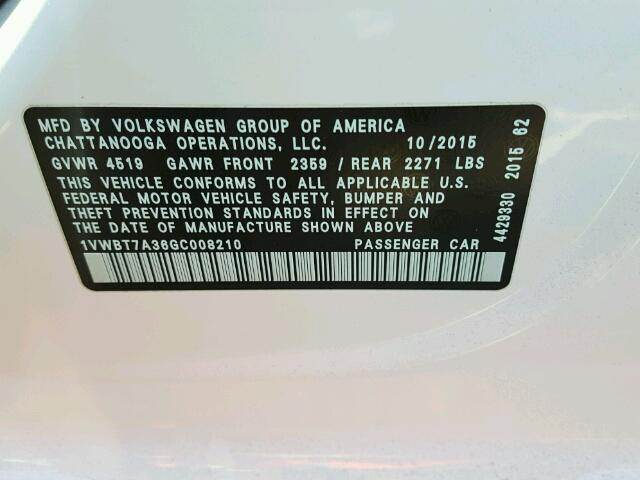 MFD BY VOLKSWAGEN GROUP OF AMERICA
CHATTANOOGA OPERATIONS, LLC. 10/2015
GVWR 4519 GAWR FRONT 2359 / REAR 2271 LBS
THIS VEHICLE CONFORMS TO ALL APPLICABLE U.S.
FEDERAL MOTOR VEHICLE SAFETY, BUMPER AND
THEFT PREVENTION STANDARDS IN EFFECT ON
THE DATE OF MANUFACTURE SHOWN ABOVE
1VWBT7A36GC008210 PASSENGER CAR
4429330 2015 62